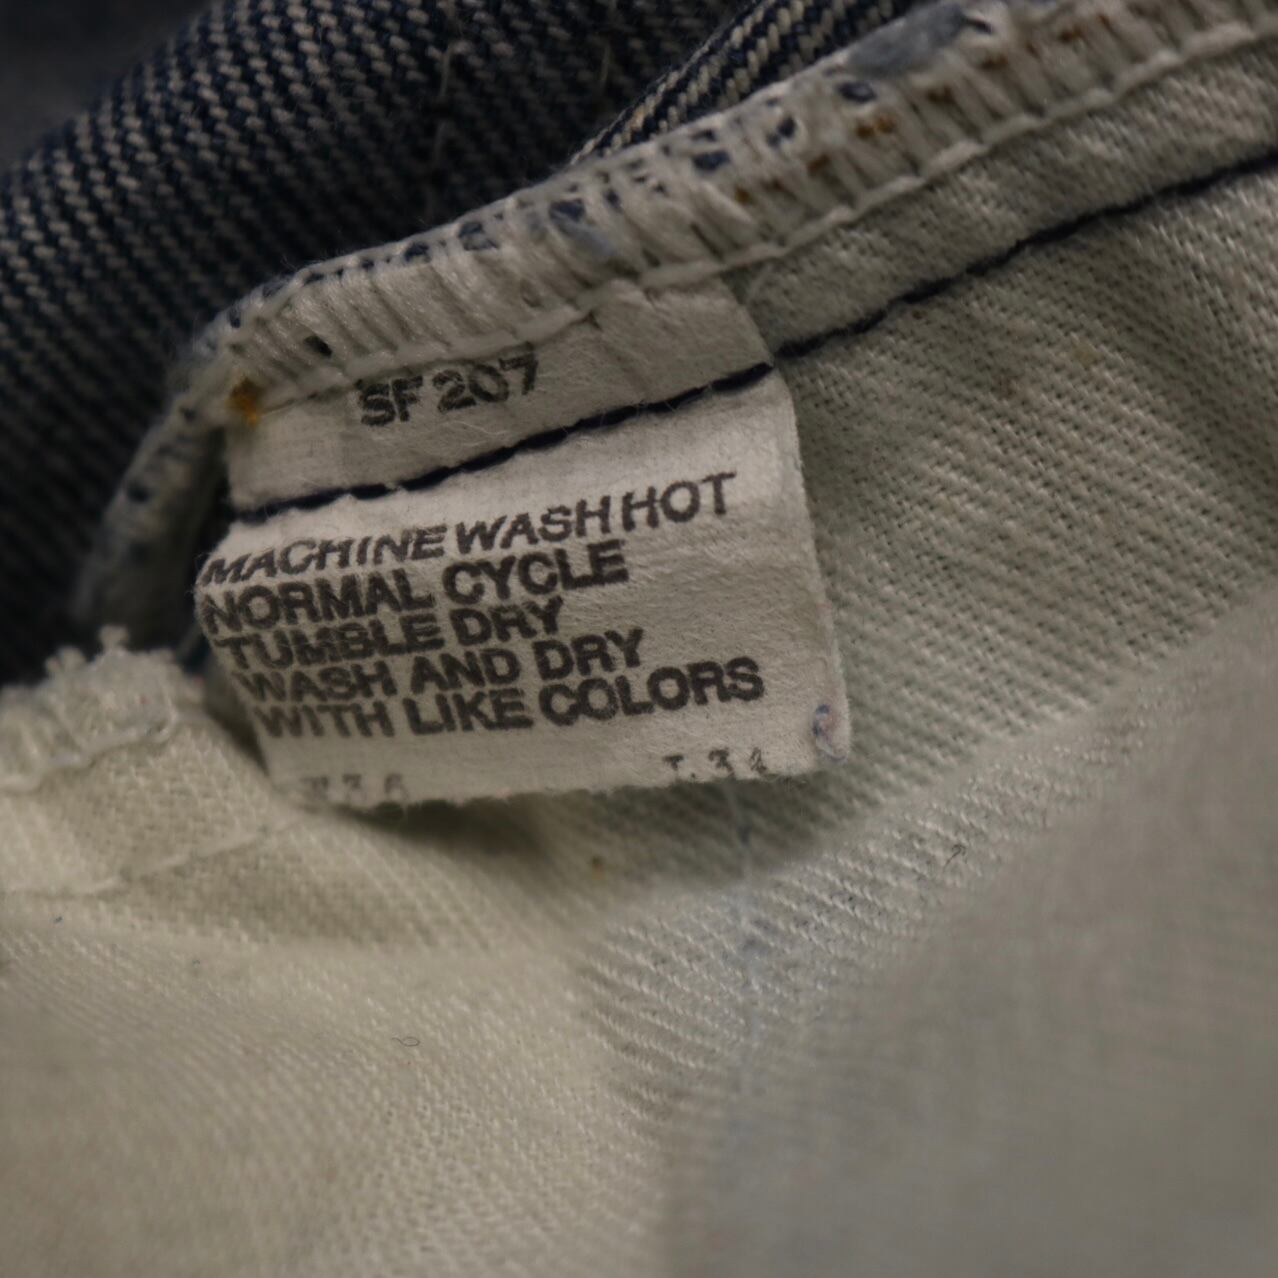 SF 207
MACHINE WASH HOT
NORMAL CYCLE
TUMBLE DRY
WASH AND DRY
WITH LIKE COLORS